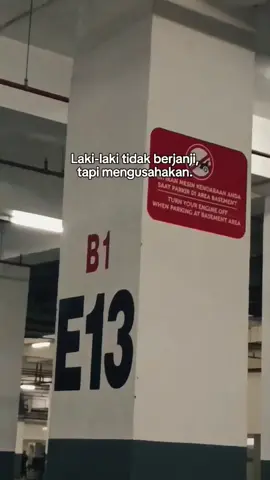 Laki-laki tidak berjanji,
tapi mengusahakan.
MESIN KENDARAAN ANDA
SAAT PARKIR DI AREA BASEMENT
TURN YOUR ENGINE OFF
WHEN PARKING AT BASEMENT AREA
B1
E13